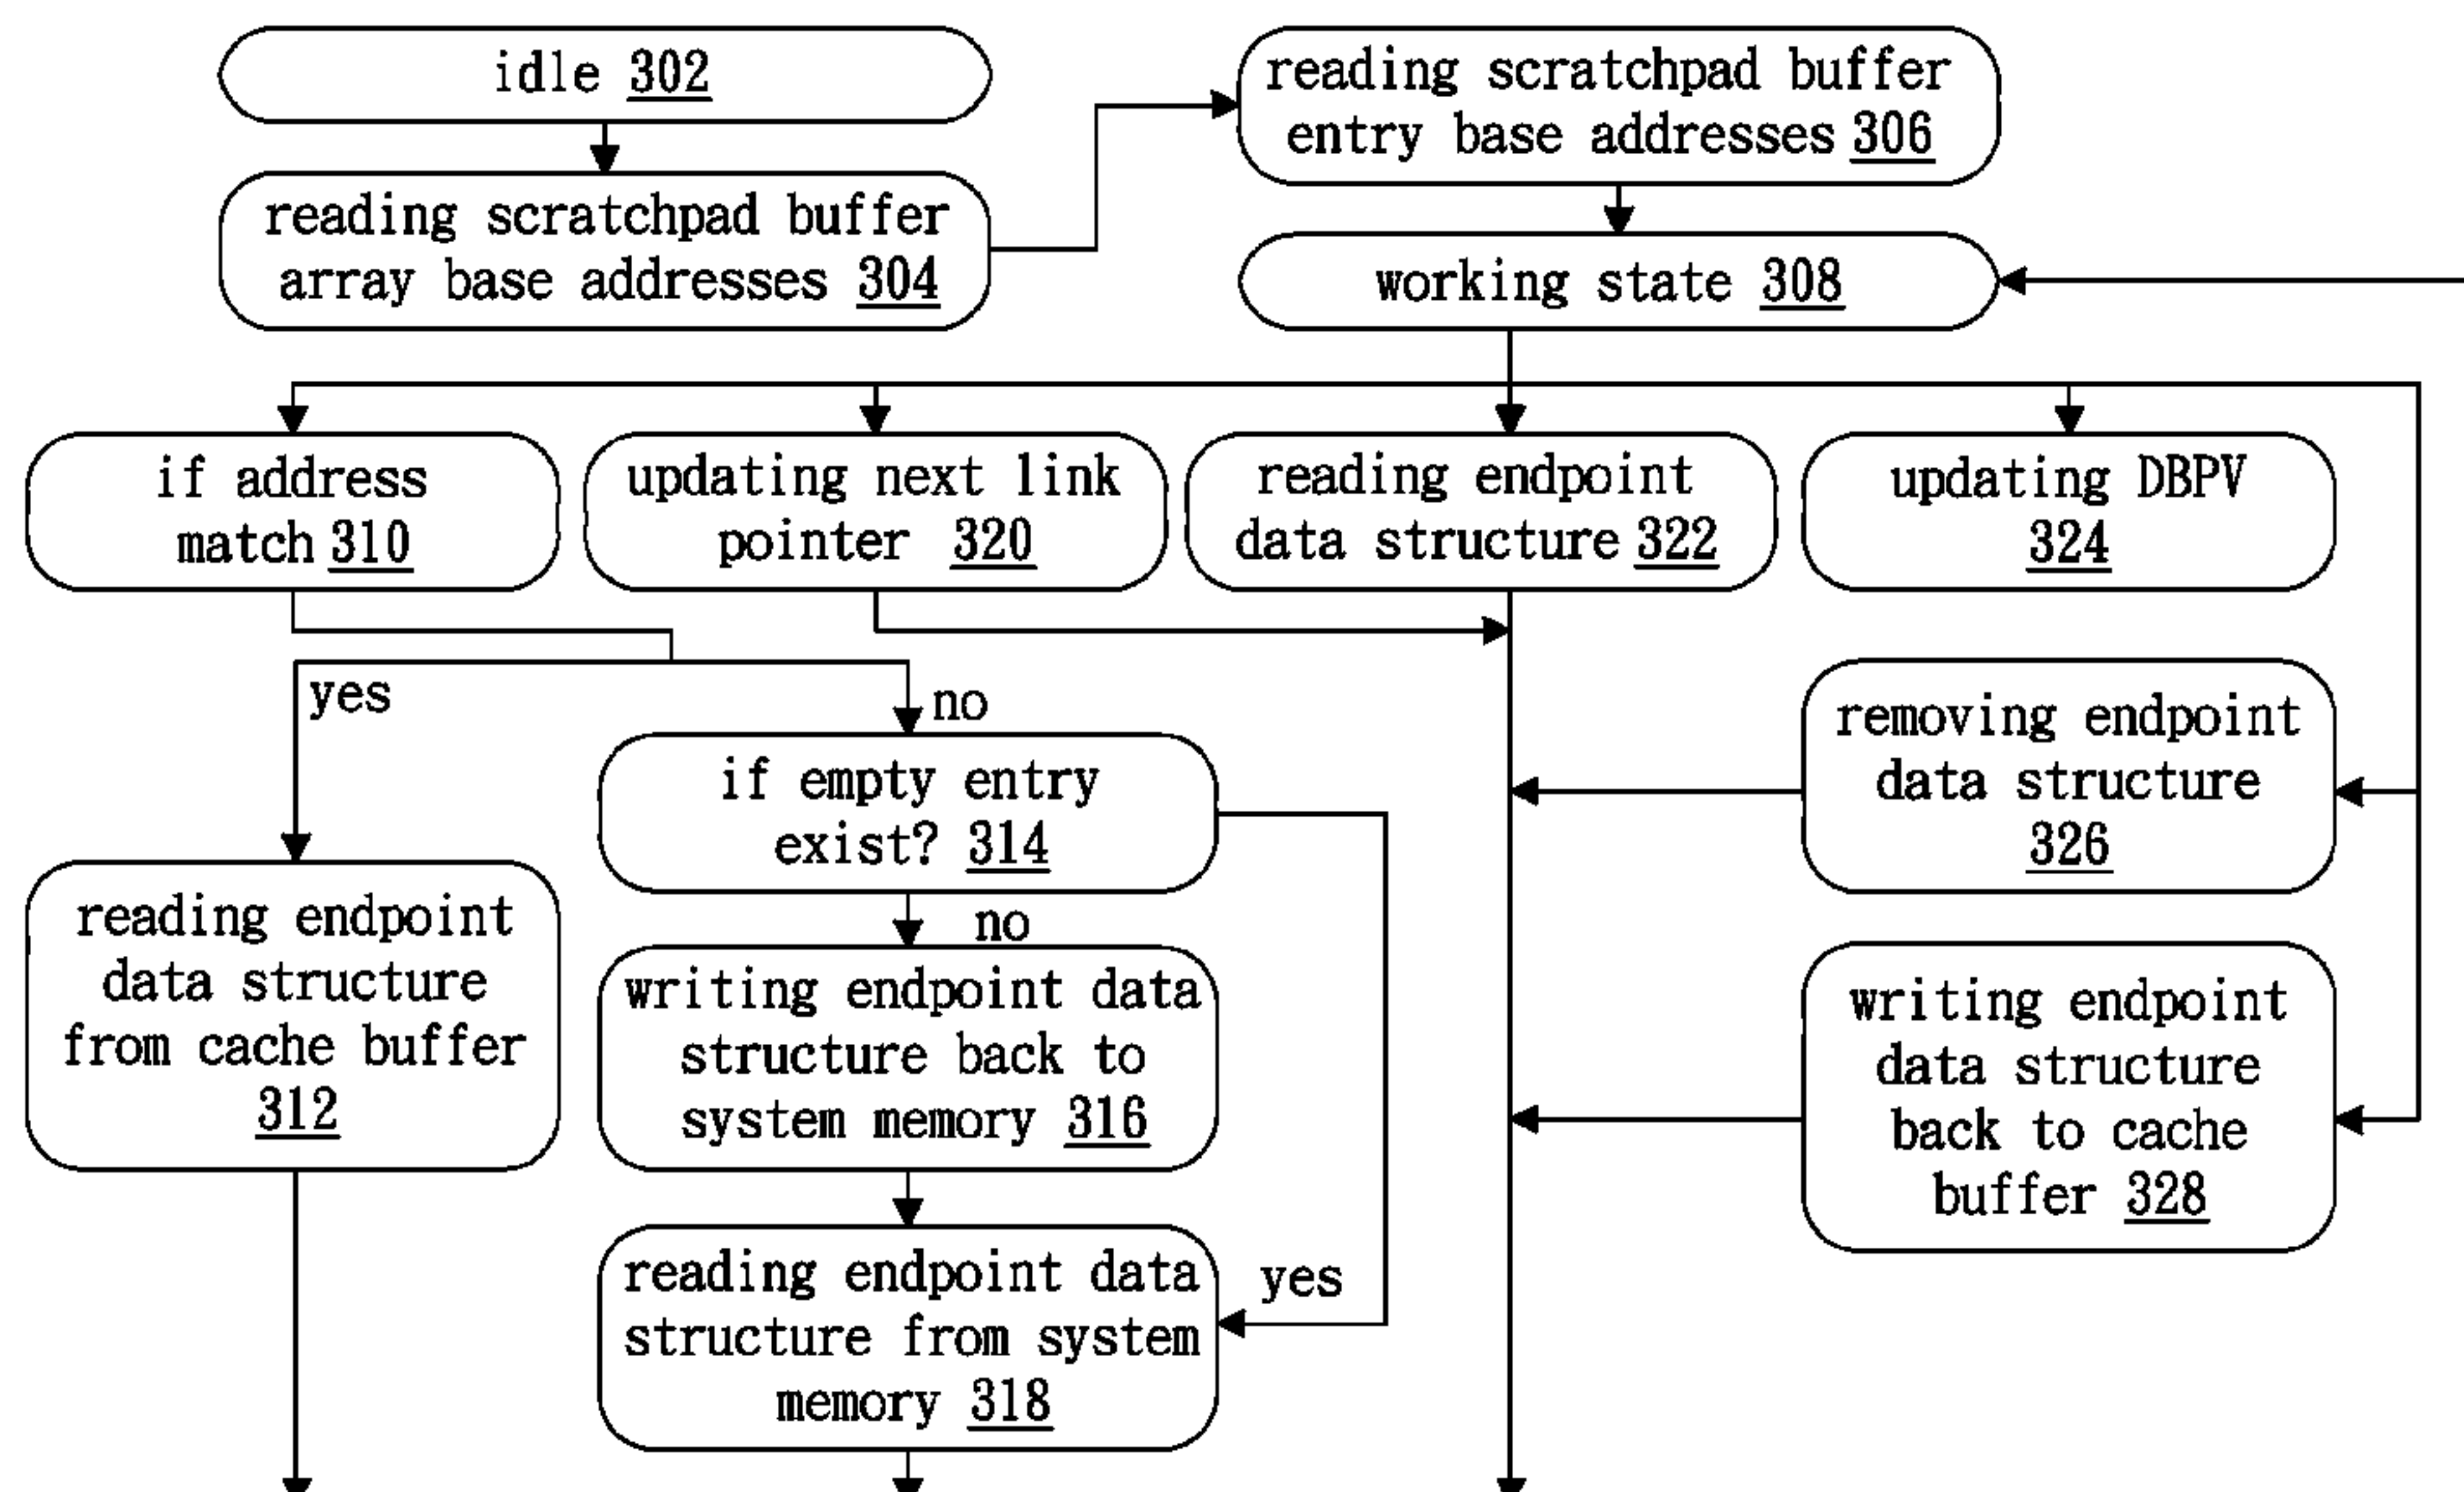 idle 302
reading scratchpad buffer
array base addresses 304
reading scratchpad buffer
entry base addresses 306
working state 308
if address
match 310
updating next link
pointer 320
reading endpoint
data structure 322
updating DBPV
324
yes
no
if empty entry
exist? 314
removing endpoint
data structure
326
reading endpoint
data structure
from cache buffer
312
no
writing endpoint data
structure back to
system memory 316
writing endpoint
data structure
back to cache
buffer 328
reading endpoint data
structure from system
memory 318
yes